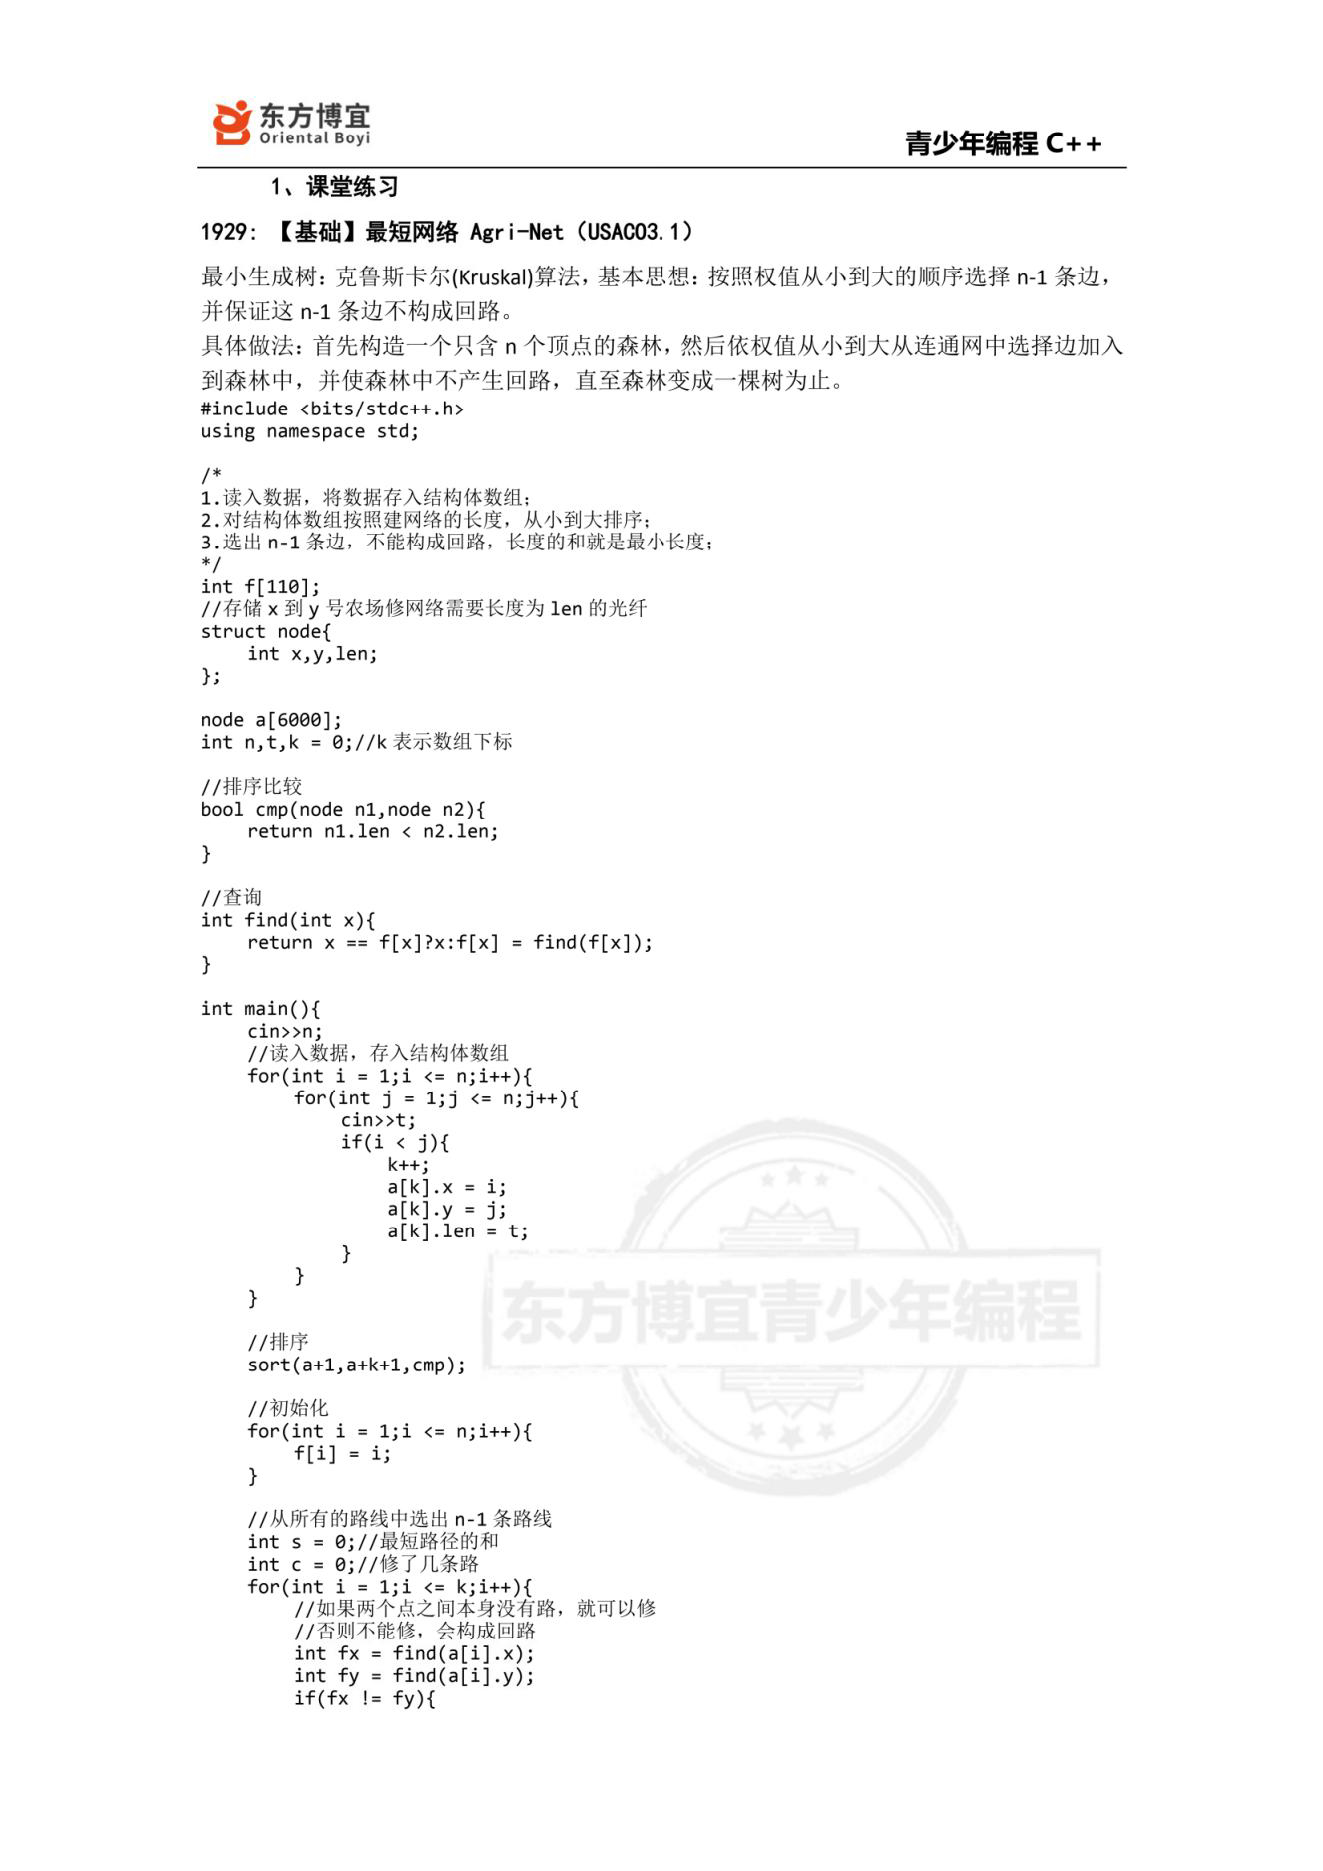 东方博宜
Oriental Boyi
青少年编程 C++
1、课堂练习
1929: 【基础】最短网络 Agri-Net（USACO3.1）
最小生成树：克鲁斯卡尔(Kruskal)算法，基本思想：按照权值从小到大的顺序选择 n-1 条边，
并保证这 n-1 条边不构成回路。
具体做法：首先构造一个只含 n 个顶点的森林，然后依权值从小到大从连通网中选择边加入
到森林中，并使森林中不产生回路，直至森林变成一棵树为止。
#include <bits/stdc++.h>
using namespace std;
/*
1.读入数据，将数据存入结构体数组；
2.对结构体数组按照建网络的长度，从小到大排序；
3.选出 n-1 条边，不能构成回路，长度的和就是最小长度；
*/
int f[110];
//存储 x 到 y 号农场修网络需要长度为 len 的光纤
struct node{
    int x,y,len;
};
node a[6000];
int n,t,k = 0;//k 表示数组下标
//排序比较
bool cmp(node n1,node n2){
    return n1.len < n2.len;
}
//查询
int find(int x){
    return x == f[x]?x:f[x] = find(f[x]);
}
int main(){
    cin>>n;
    //读入数据，存入结构体数组
    for(int i = 1;i <= n;i++){
        for(int j = 1;j <= n;j++){
            cin>>t;
            if(i < j){
                k++;
                a[k].x = i;
                a[k].y = j;
                a[k].len = t;
            }
        }
    }
    //排序
    sort(a+1,a+k+1,cmp);
    //初始化
    for(int i = 1;i <= n;i++){
        f[i] = i;
    }
    //从所有的路线中选出 n-1 条路线
    int s = 0;//最短路径的和
    int c = 0;//修了几条路
    for(int i = 1;i <= k;i++){
        //如果两个点之间本身没有路，就可以修
        //否则不能修，会构成回路
        int fx = find(a[i].x);
        int fy = find(a[i].y);
        if(fx != fy){
东方博宜青少年编程